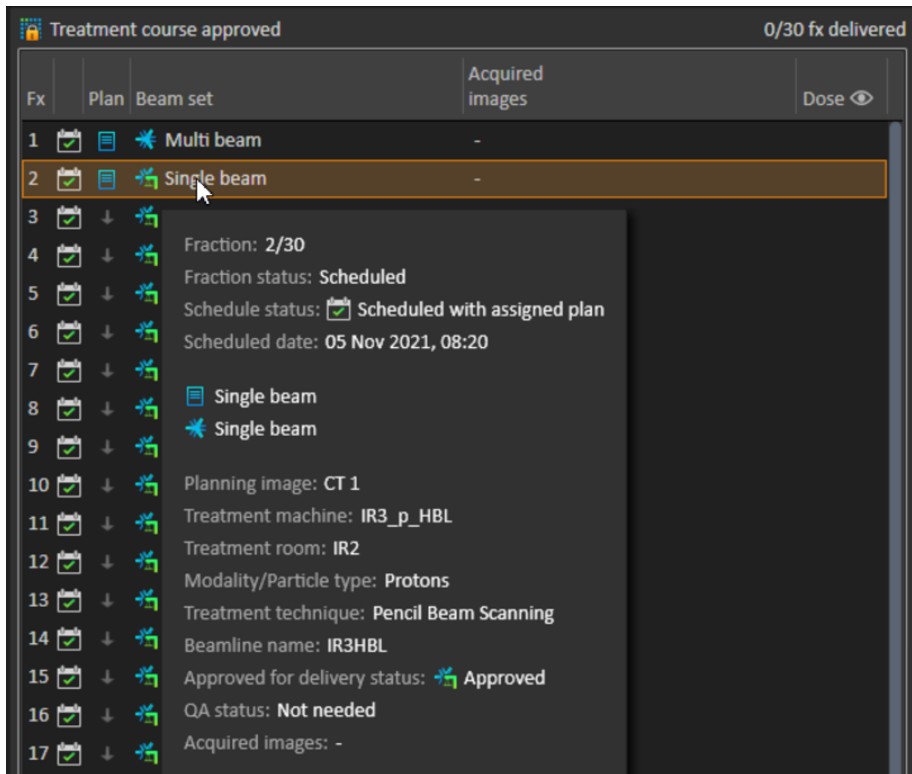 Treatment course approved 0/30 fx delivered
Fx Plan Beam set Acquired images Dose
1 Multi beam -
2 Single beam -
3
4
5
6
7
8
9
10
11
12
13
14
15
16
17
Fraction: 2/30
Fraction status: Scheduled
Schedule status: Scheduled with assigned plan
Scheduled date: 05 Nov 2021, 08:20
Single beam
Single beam
Planning image: CT 1
Treatment machine: IR3_p_HBL
Treatment room: IR2
Modality/Particle type: Protons
Treatment technique: Pencil Beam Scanning
Beamline name: IR3HBL
Approved for delivery status: Approved
QA status: Not needed
Acquired images: -